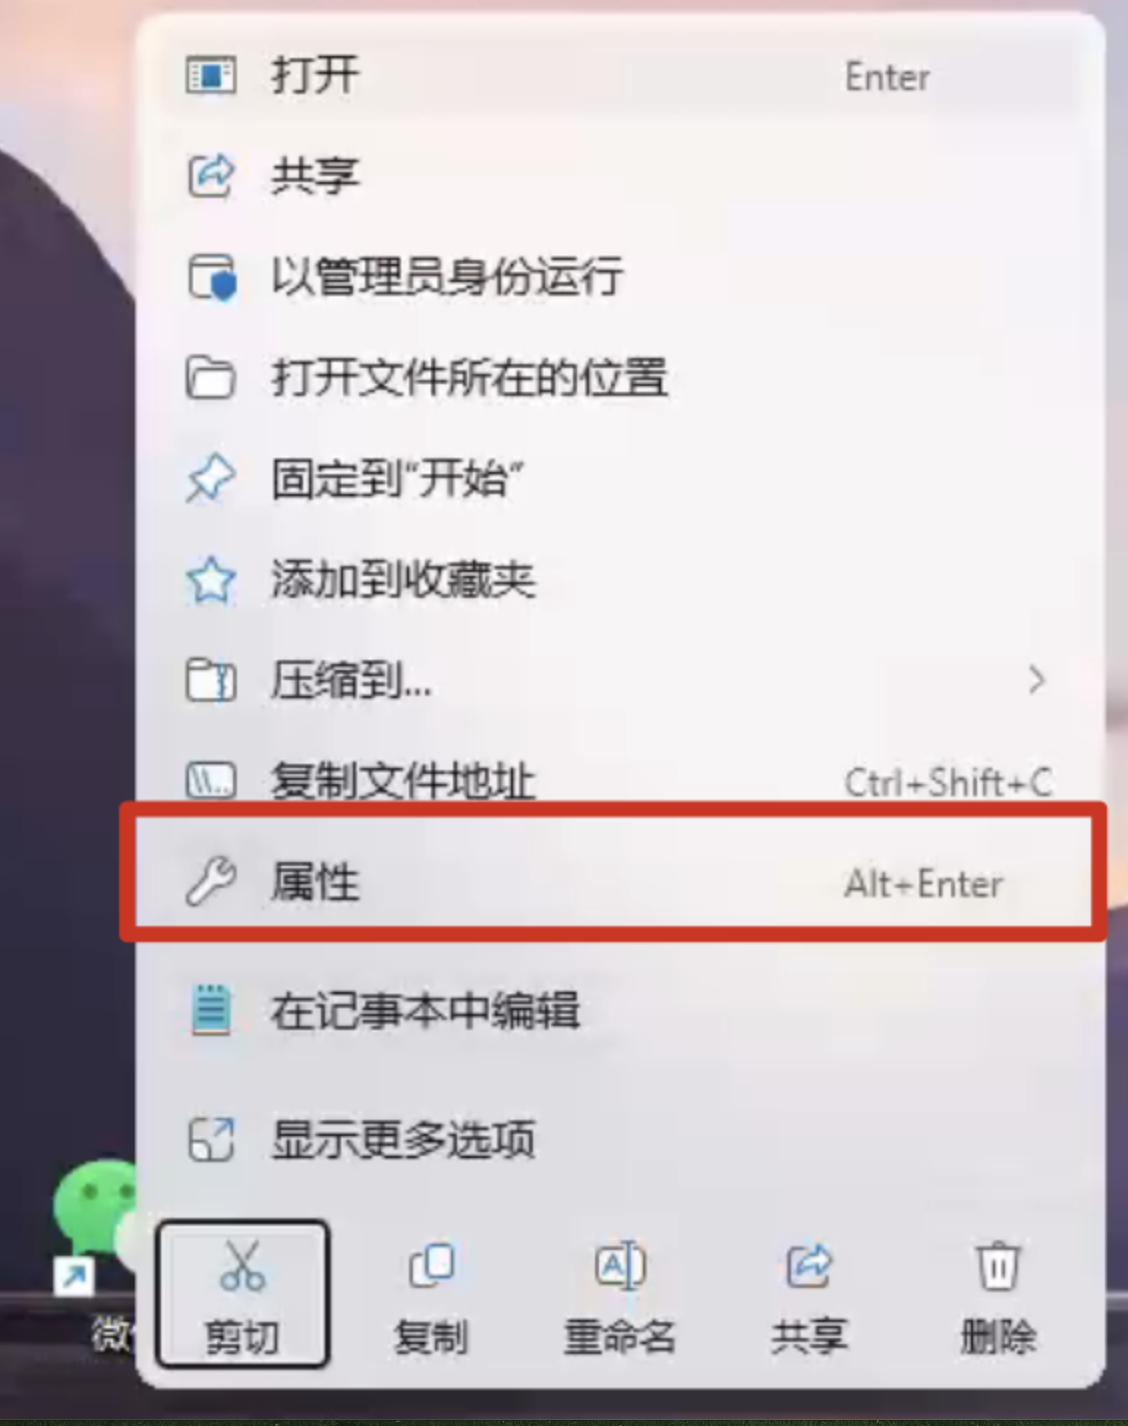 打开 Enter
共享
以管理员身份运行
打开文件所在的位置
固定到"开始"
添加到收藏夹
压缩到...
复制文件地址 Ctrl+Shift+C
属性 Alt+Enter
在记事本中编辑
显示更多选项
微
剪切 复制 重命名 共享 删除